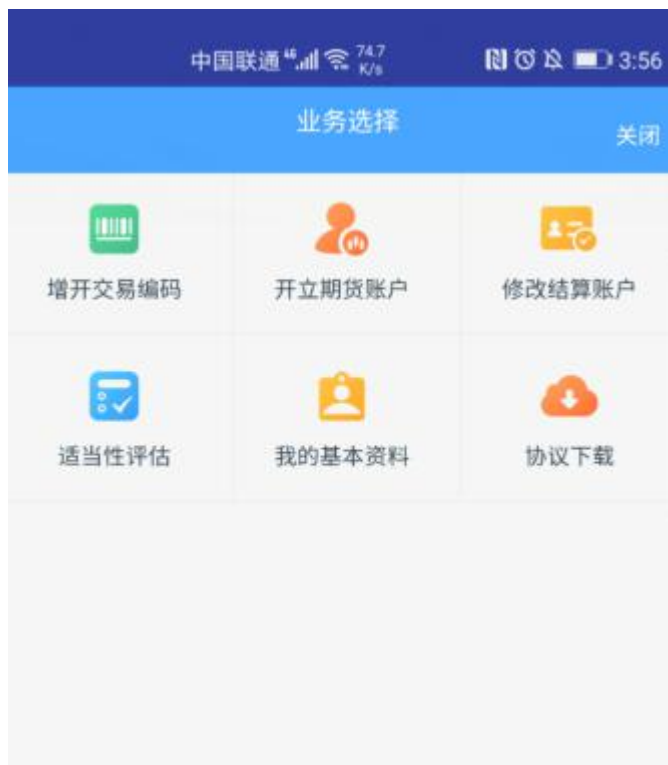 中国联通 46 74.7 K/s 3:56
业务选择
关闭
增开交易编码 开立期货账户 修改结算账户
适当性评估 我的基本资料 协议下载